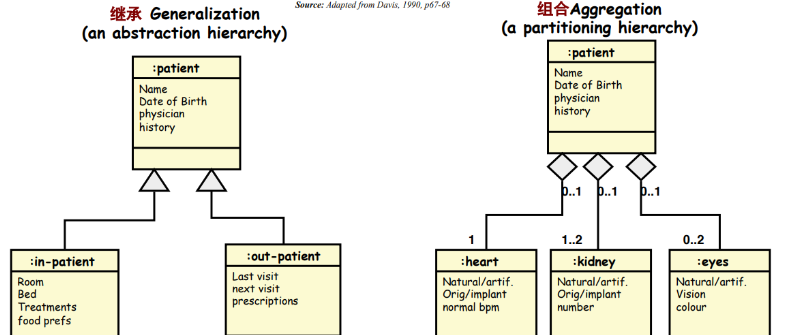 Source: Adapted from Davis, 1990, p67-68
继承 Generalization
(an abstraction hierarchy)
:patient
Name
Date of Birth
physician
history
:in-patient
Room
Bed
Treatments
food prefs
:out-patient
Last visit
next visit
prescriptions
组合Aggregation
(a partitioning hierarchy)
:patient
Name
Date of Birth
physician
history
0..1
0..1
0..1
1
1..2
0..2
:heart
Natural/artif.
Orig/implant
normal bpm
:kidney
Natural/artif.
Orig/implant
number
:eyes
Natural/artif.
Vision
colour